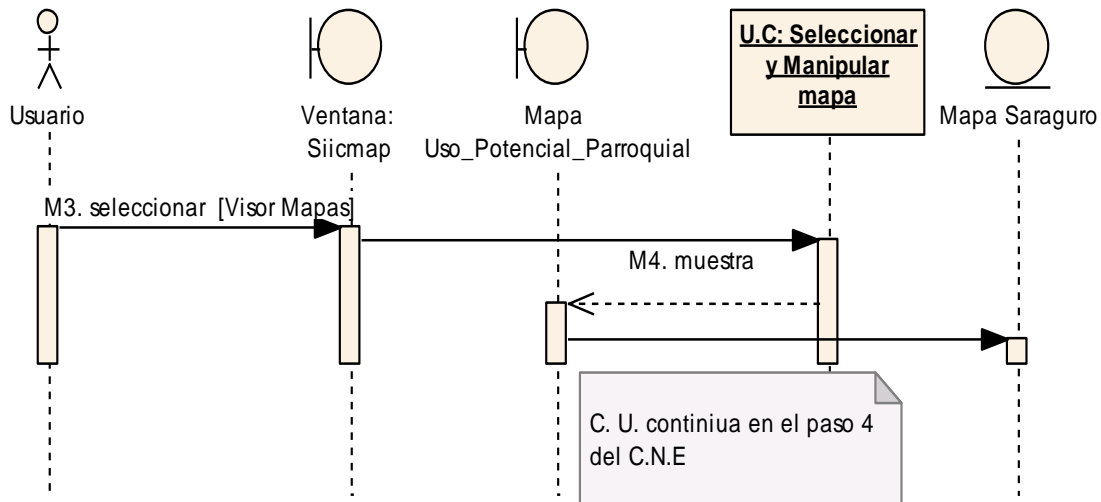 U.C: Seleccionar
y Manipular
mapa
Usuario
Ventana:
Siicmap
Mapa
Uso_Potencial_Parroquial
Mapa Saraguro
M3. seleccionar [Visor Mapas]
M4. muestra
C. U. continiua en el paso 4
del C.N.E